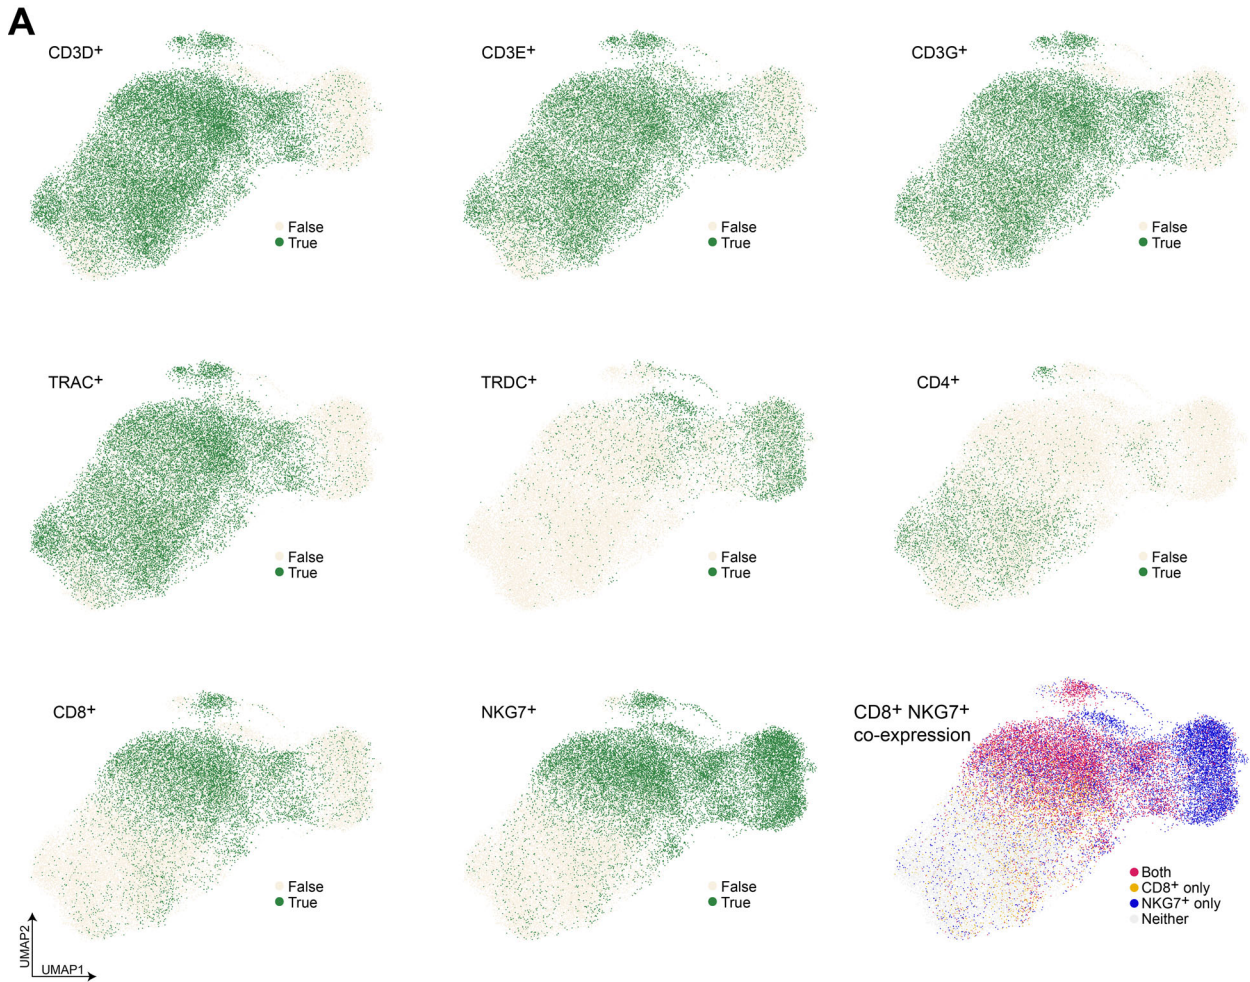 A
CD3D+
False
True
CD3E+
False
True
CD3G+
False
True
TRAC+
False
True
TRDC+
False
True
CD4+
False
True
CD8+
False
True
NKG7+
False
True
CD8+ NKG7+
co-expression
Both
CD8+ only
NKG7+ only
Neither
UMAP2
UMAP1